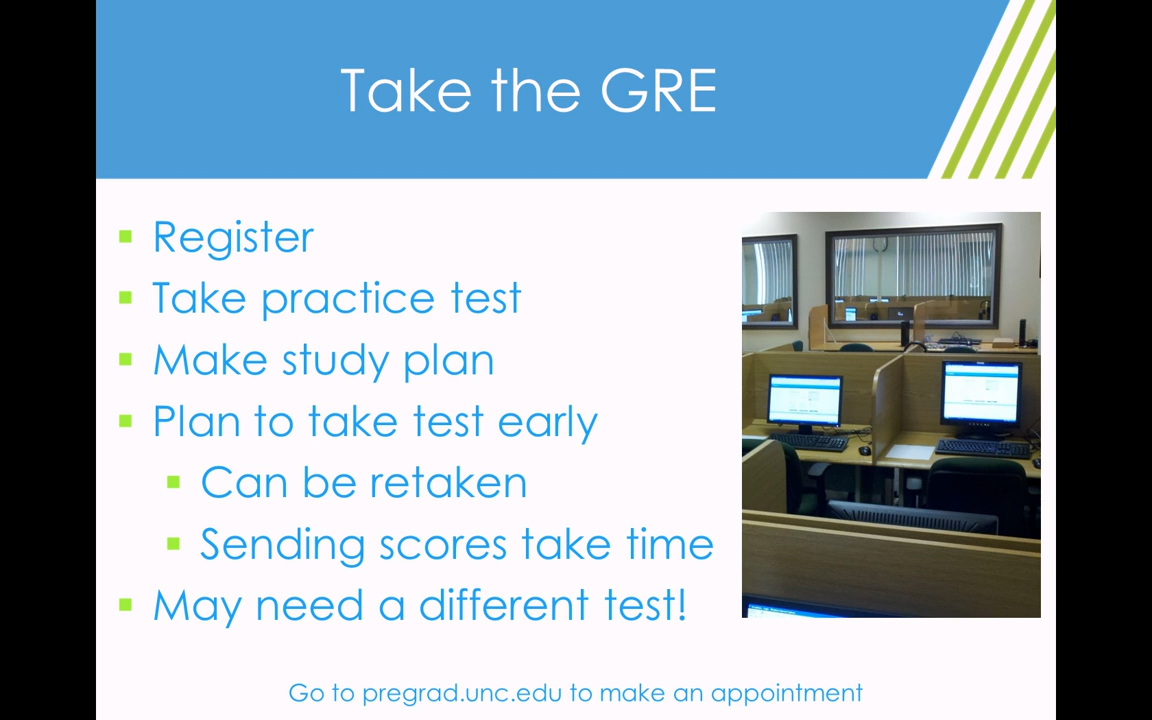 Take the GRE
Register
Take practice test
Make study plan
Plan to take test early
Can be retaken
Sending scores take time
May need a different test!
Go to pregrad.unc.edu to make an appointment